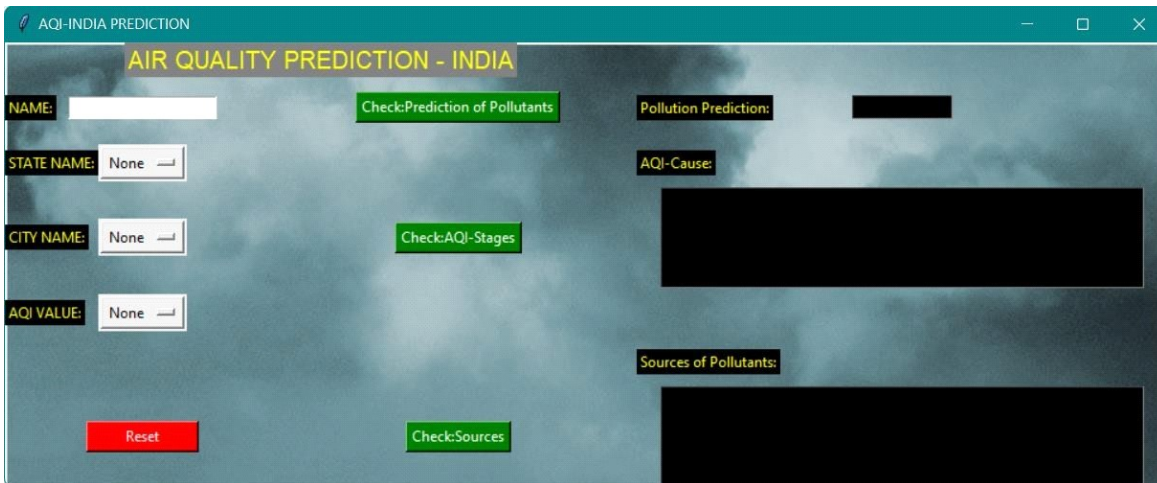 AQI-INDIA PREDICTION
AIR QUALITY PREDICTION - INDIA
NAME:
Check:Prediction of Pollutants
Pollution Prediction:
STATE NAME:
None
AQI-Cause:
CITY NAME:
None
Check:AQI-Stages
AQI VALUE:
None
Sources of Pollutants:
Reset
Check:Sources